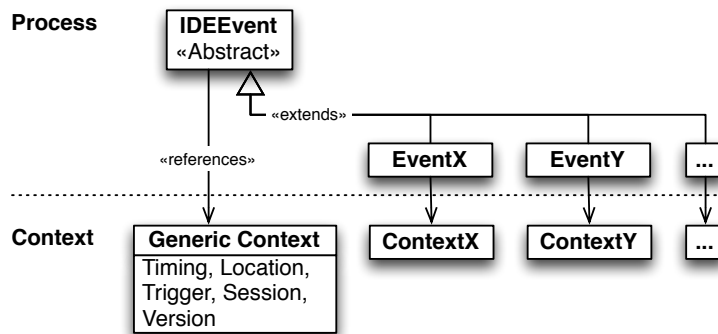 Process
IDEEvent
«Abstract»
«extends»
«references»
EventX
EventY
...
Context
Generic Context
Timing, Location,
Trigger, Session,
Version
ContextX
ContextY
...